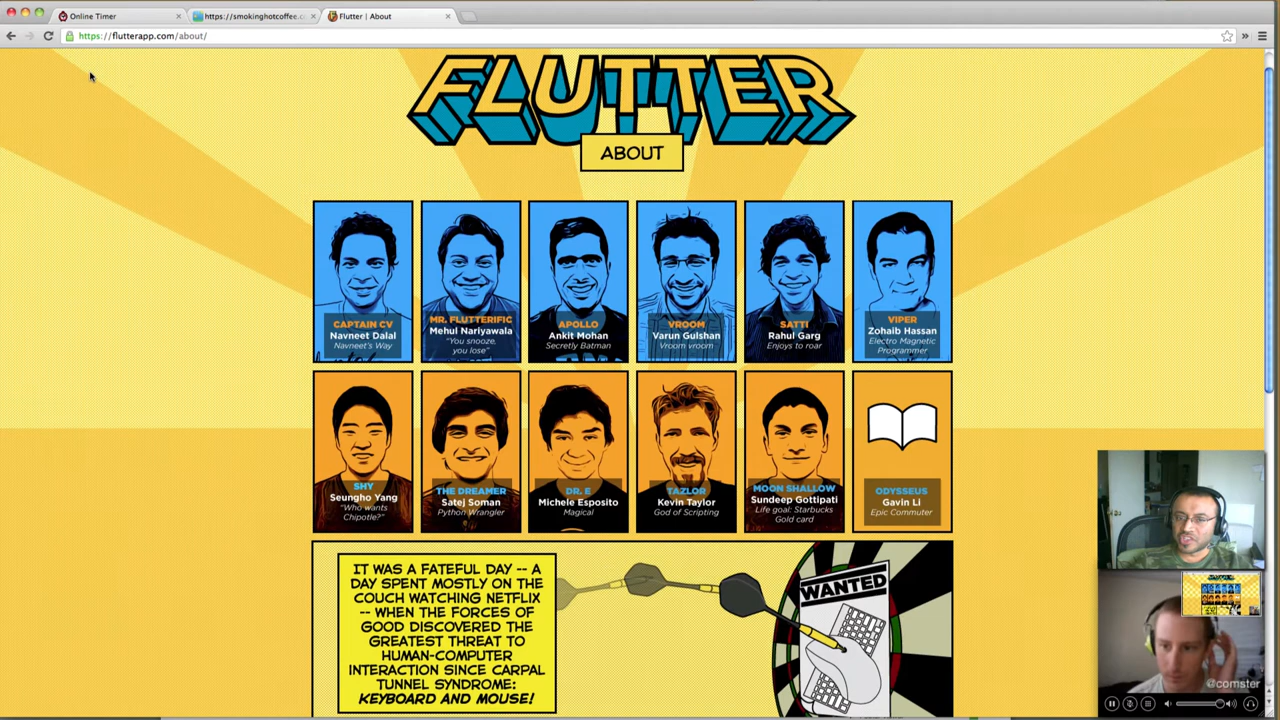 Online Timer
https://smokinghotcoffee.c
Flutter | About
https://flutterapp.com/about/
FLUTTER
ABOUT
CAPTAIN CV
Navneet Dalal
Navneet's Way
MR. FLUTTERIFIC
Mehul Nariyawala
"You snooze,
you lose"
APOLLO
Ankit Mohan
Secretly Batman
VROOM
Varun Gulshan
Vroom vroom
SATTI
Rahul Garg
Enjoys to roar
VIPER
Zohaib Hassan
Electro Magnetic
Programmer
SHY
Seungho Yang
"Who wants
Chipotle?"
THE DREAMER
Satej Soman
Python Wrangler
DR. E
Michele Esposito
Magical
TAZLOR
Kevin Taylor
God of Scripting
MOON SHALLOW
Sundeep Gottipati
Life goal: Starbucks
Gold card
ODYSSEUS
Gavin Li
Epic Commuter
IT WAS A FATEFUL DAY -- A
DAY SPENT MOSTLY ON THE
COUCH WATCHING NETFLIX
-- WHEN THE FORCES OF
GOOD DISCOVERED THE
GREATEST THREAT TO
HUMAN-COMPUTER
INTERACTION SINCE CARPAL
TUNNEL SYNDROME:
KEYBOARD AND MOUSE!
WANTED
@comster